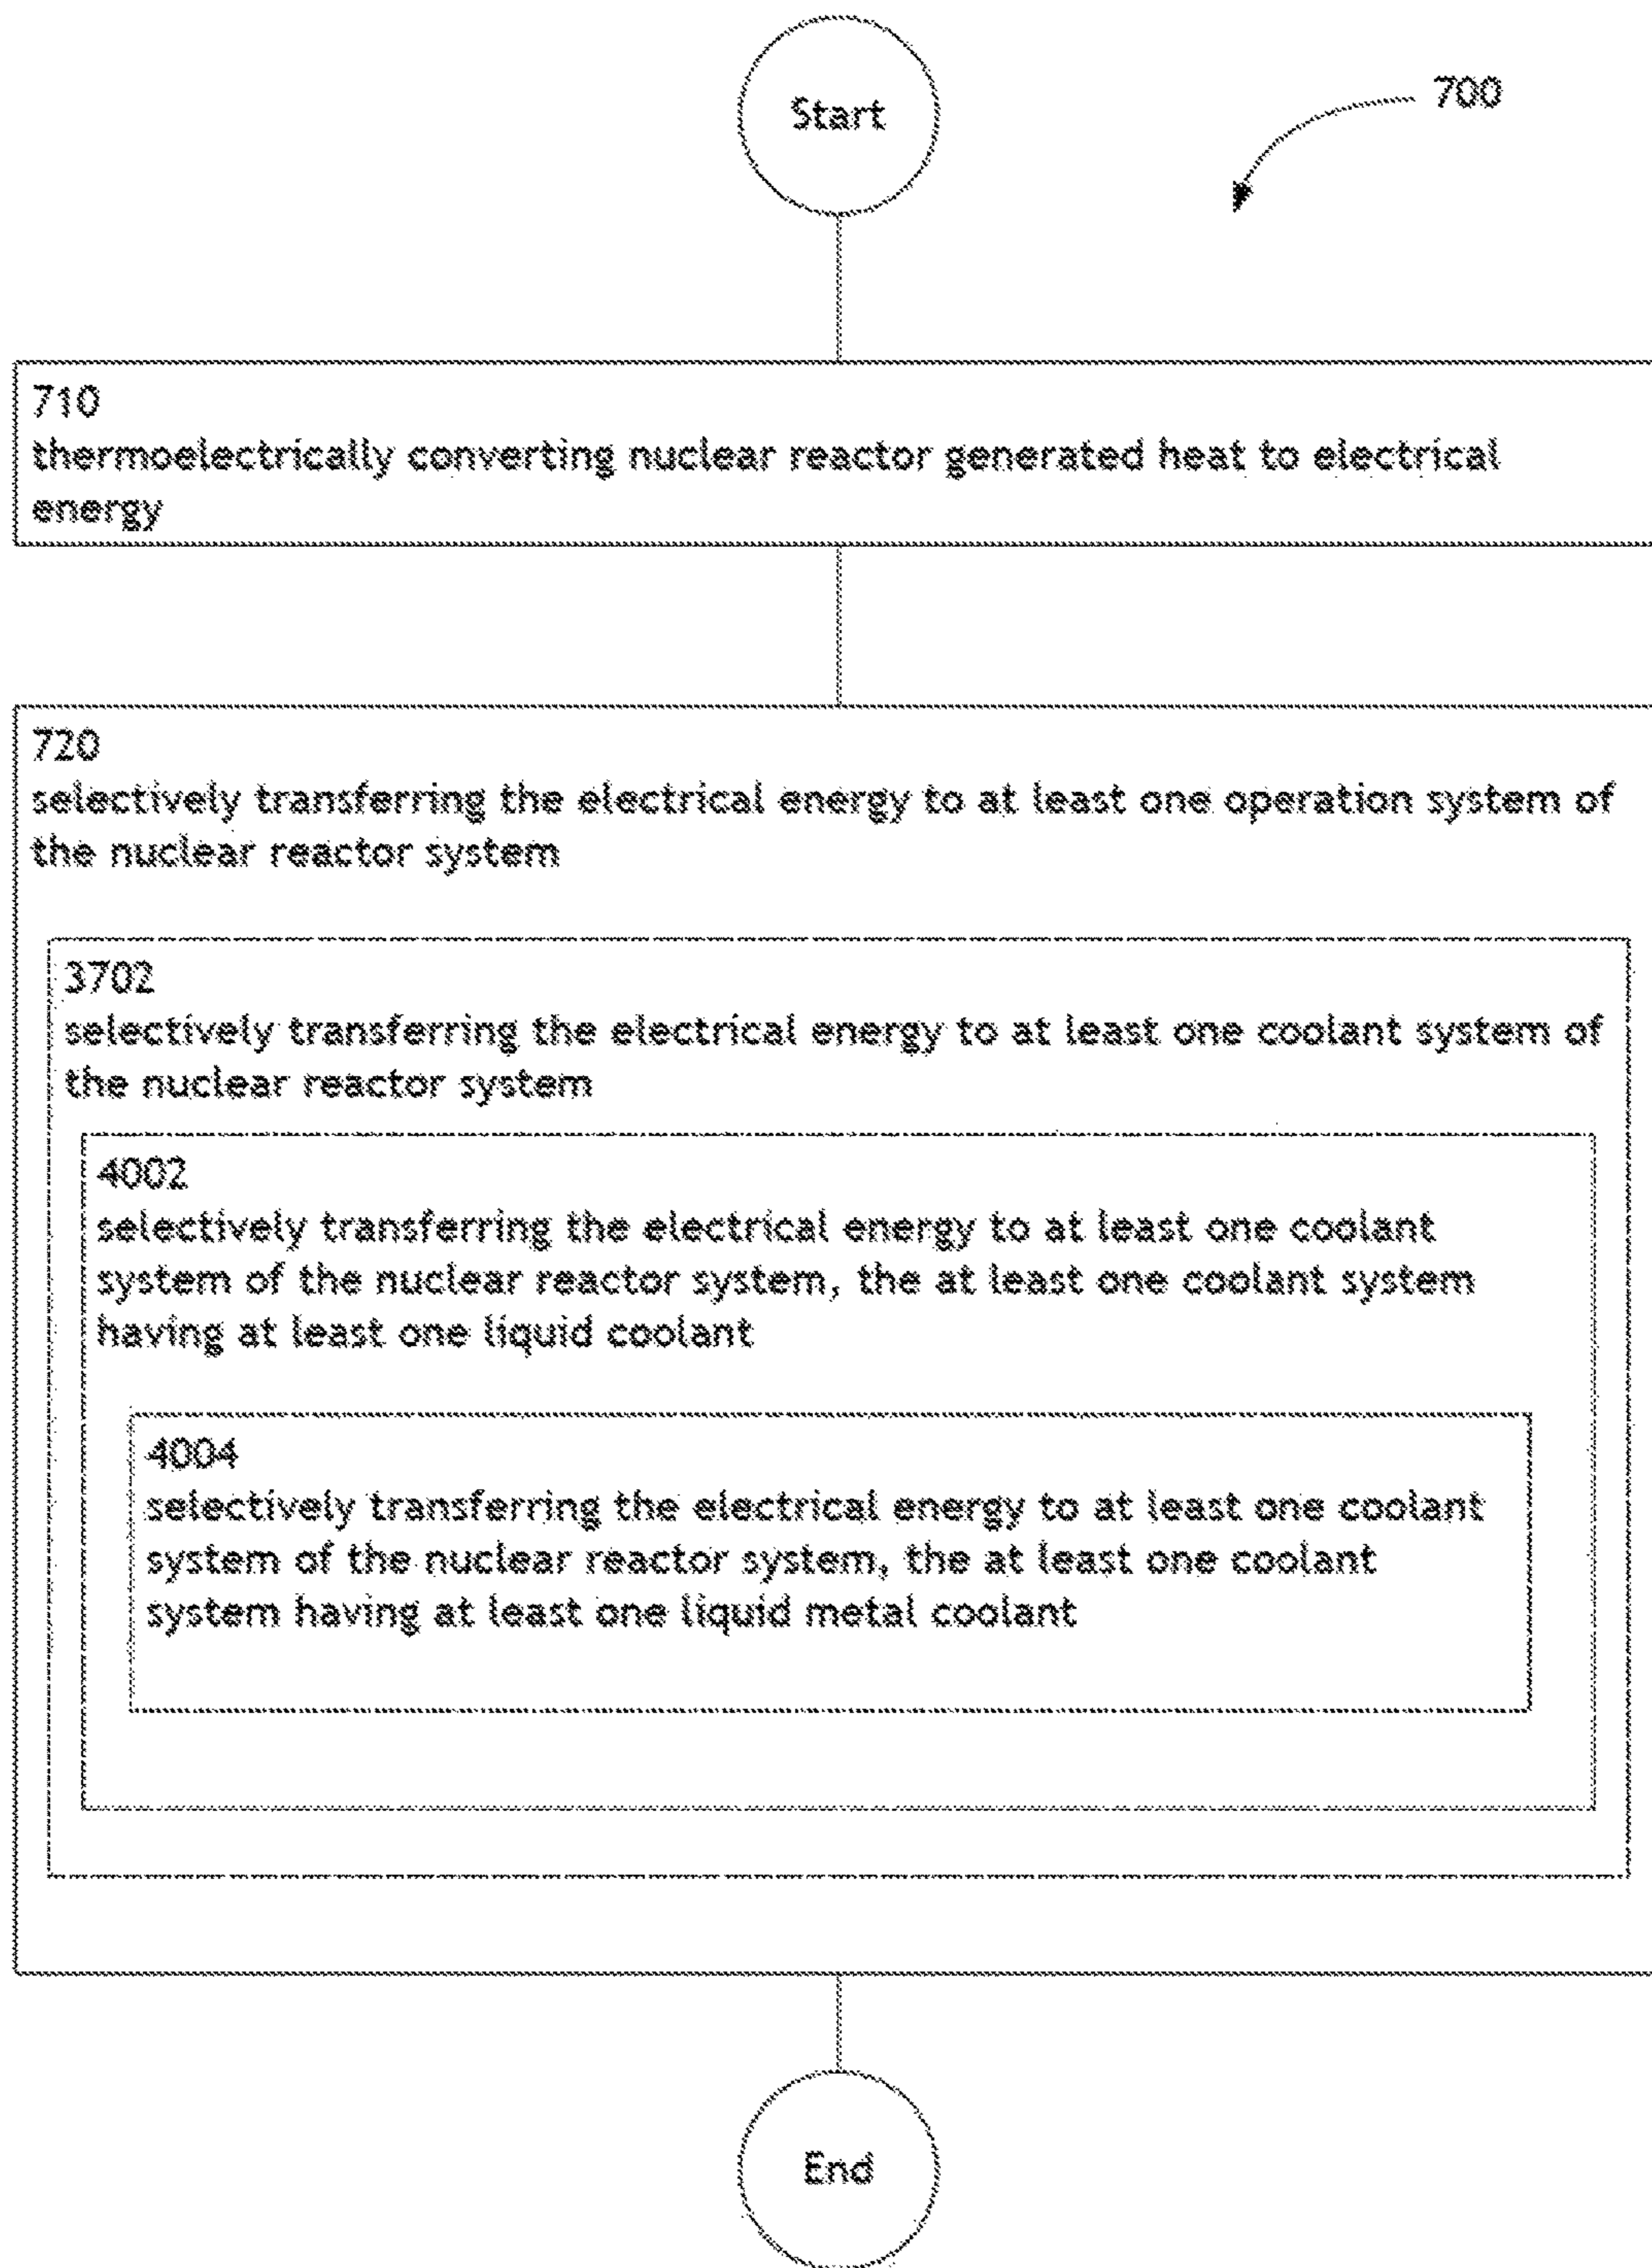 Start
700
710
thermoelectrically converting nuclear reactor generated heat to electrical
energy
720
selectively transferring the electrical energy to at least one operation system of
the nuclear reactor system
3702
selectively transferring the electrical energy to at least one coolant system of
the nuclear reactor system
4002
selectively transferring the electrical energy to at least one coolant
system of the nuclear reactor system, the at least one coolant system
having at least one liquid coolant
4004
selectively transferring the electrical energy to at least one coolant
system of the nuclear reactor system, the at least one coolant
system having at least one liquid metal coolant
End